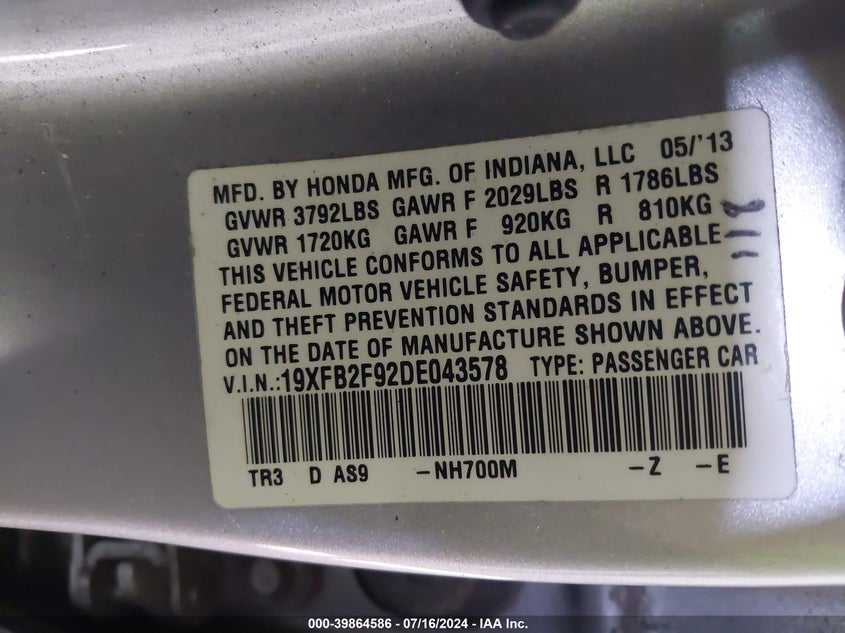 MFD. BY HONDA MFG. OF INDIANA, LLC 05/'13
GVWR 3792LBS GAWR F 2029LBS R 1786LBS
GVWR 1720KG GAWR F 920KG R 810KG
THIS VEHICLE CONFORMS TO ALL APPLICABLE
FEDERAL MOTOR VEHICLE SAFETY, BUMPER,
AND THEFT PREVENTION STANDARDS IN EFFECT
ON THE DATE OF MANUFACTURE SHOWN ABOVE.
V.I.N.:19XFB2F92DE043578 TYPE: PASSENGER CAR
TR3 D AS9 -NH700M -Z -E
000-39864586 - 07/16/2024 - IAA Inc.